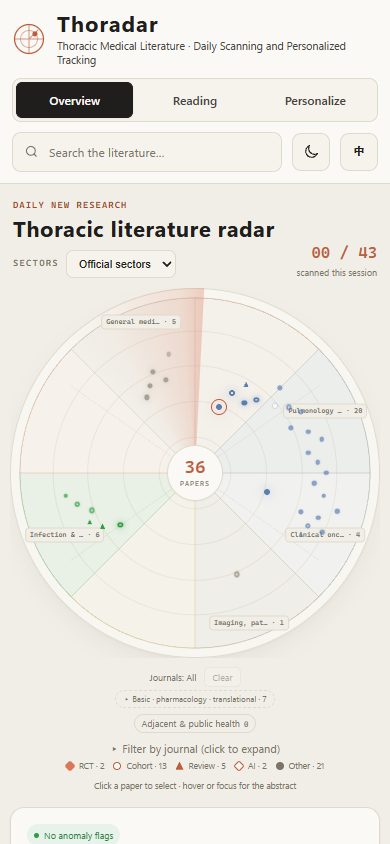 Thoradar
Thoracic Medical Literature · Daily Scanning and Personalized
Tracking
Overview
Reading
Personalize
Search the literature...
中
DAILY NEW RESEARCH
Thoracic literature radar
SECTORS
Official sectors
00 / 43
scanned this session
General medi… · 5
Pulmonology … · 20
36
PAPERS
Infection & … · 6
Clinical onc… · 4
Imaging, pat… · 1
Journals: All
Clear
Basic · pharmacology · translational · 7
Adjacent & public health 0
Filter by journal (click to expand)
RCT · 2
Cohort · 13
Review · 5
AI · 2
Other · 21
Click a paper to select · hover or focus for the abstract
No anomaly flags